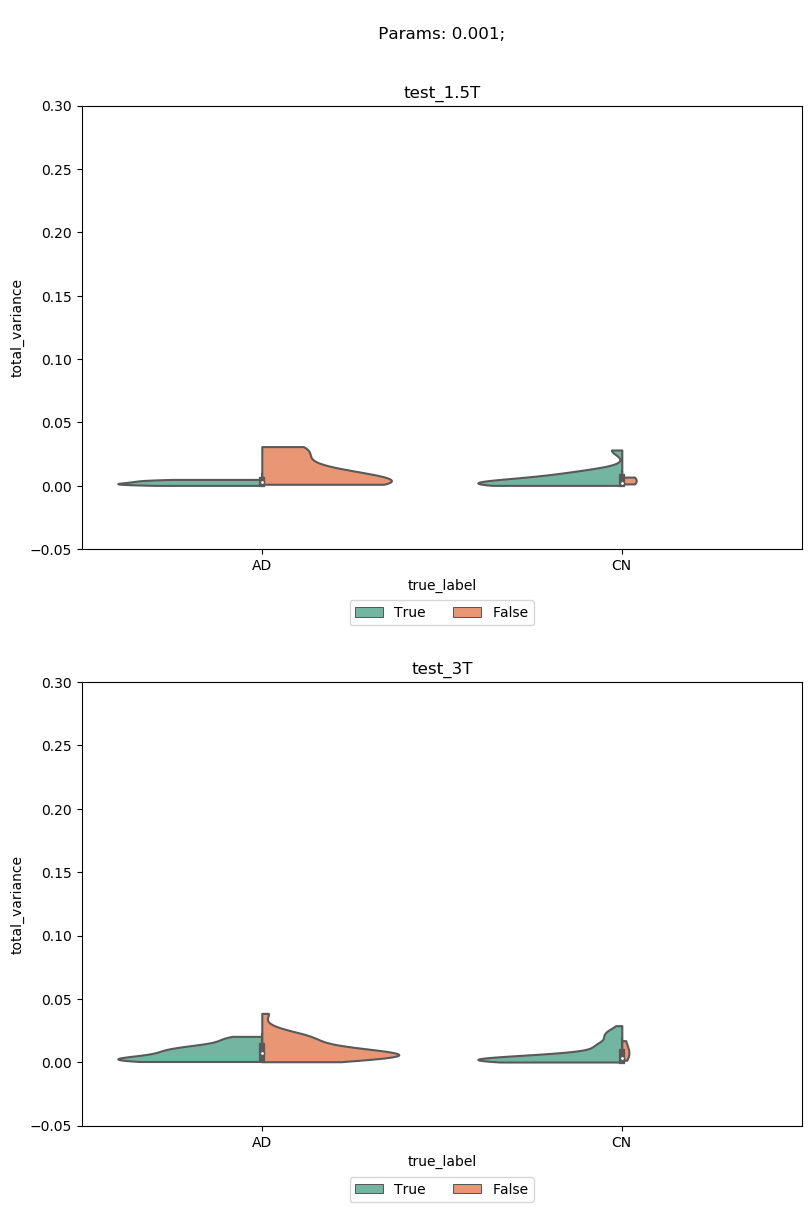 Params: 0.001;
test_1.5T
0.30
0.25
0.20
0.15
0.10
0.05
0.00
−0.05
total_variance
AD CN
true_label
True False
test_3T
0.30
0.25
0.20
0.15
0.10
0.05
0.00
−0.05
total_variance
AD CN
true_label
True False